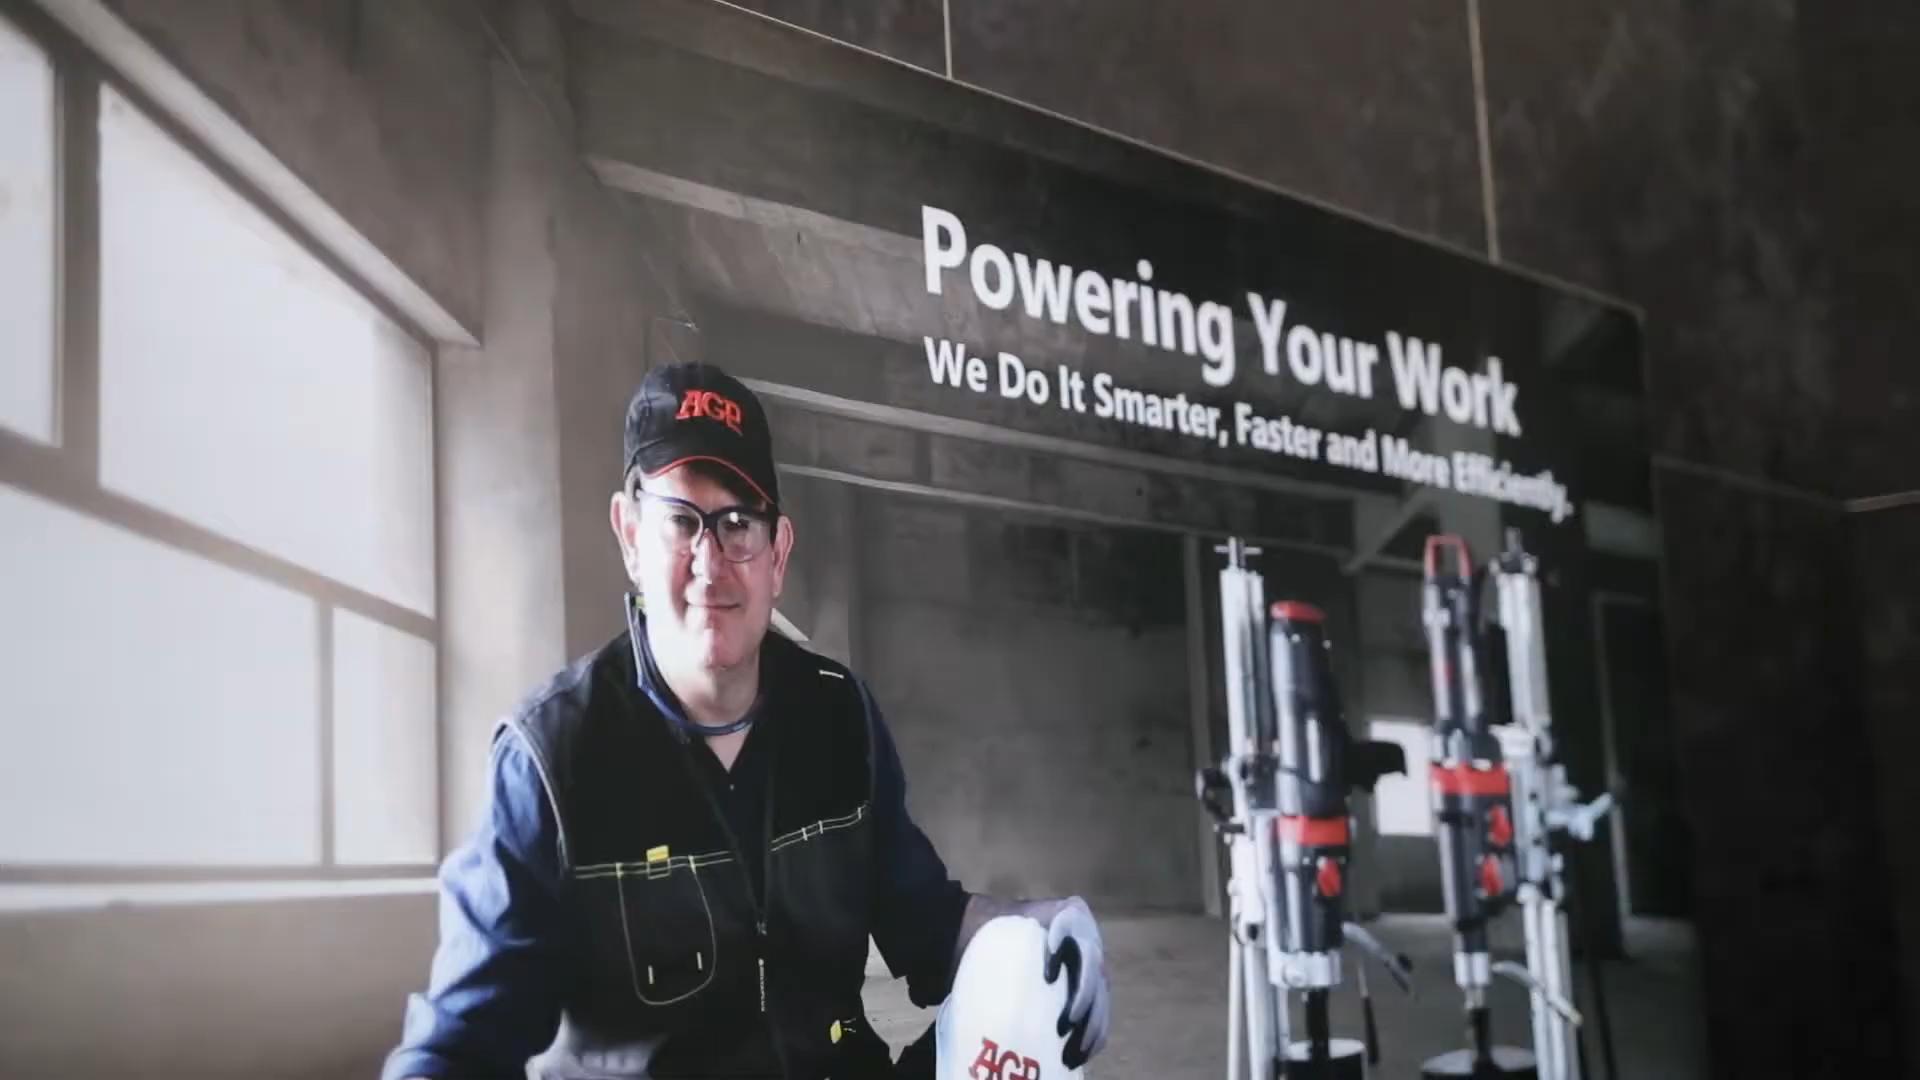 Powering Your Work
We Do It Smarter, Faster and More Efficiently.
AGP
AGP